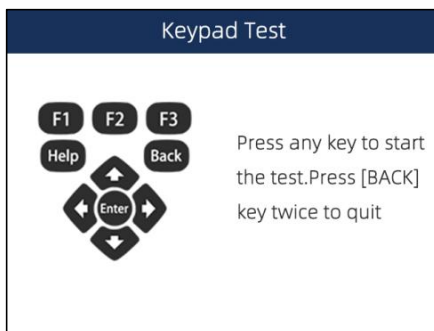 Keypad Test
F1 F2 F3
Help Back
Enter
Press any key to start
the test.Press [BACK]
key twice to quit